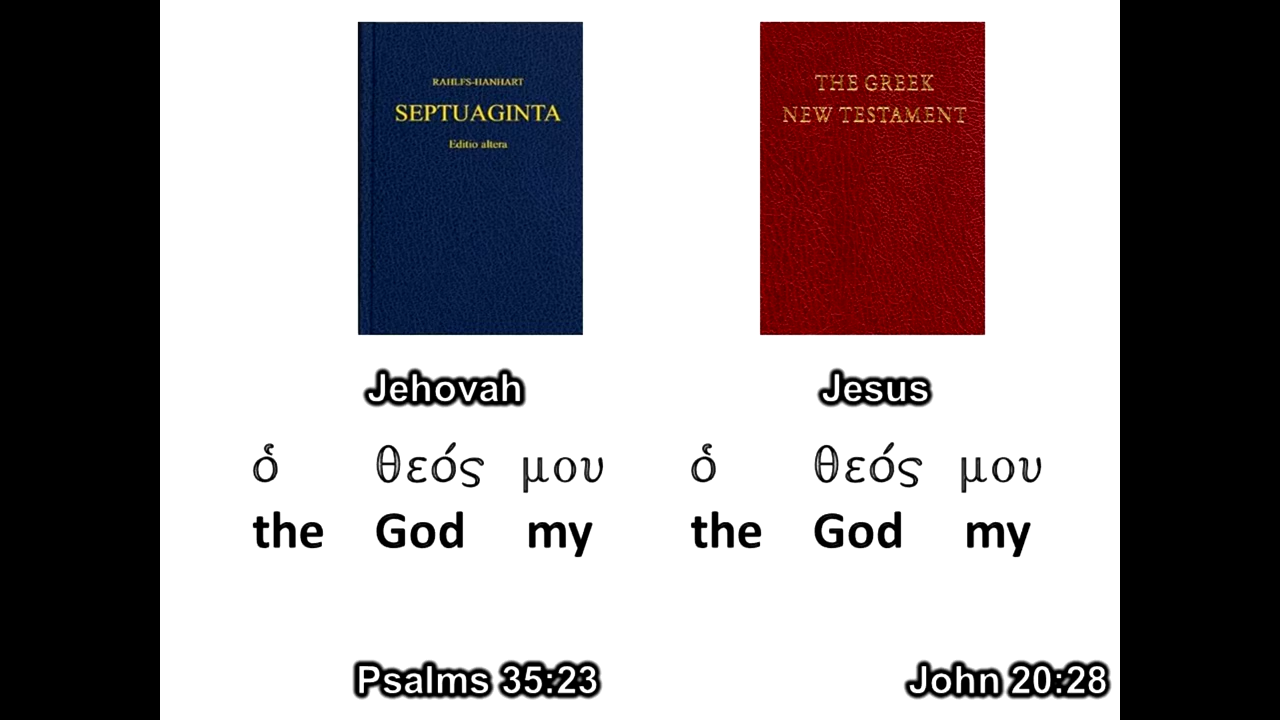 RAHLFS-HANHART
SEPTUAGINTA
Editio altera
THE GREEK
NEW TESTAMENT
Jehovah
Jesus
ὁ θεός μου
the God my
ὁ θεός μου
the God my
Psalms 35:23
John 20:28